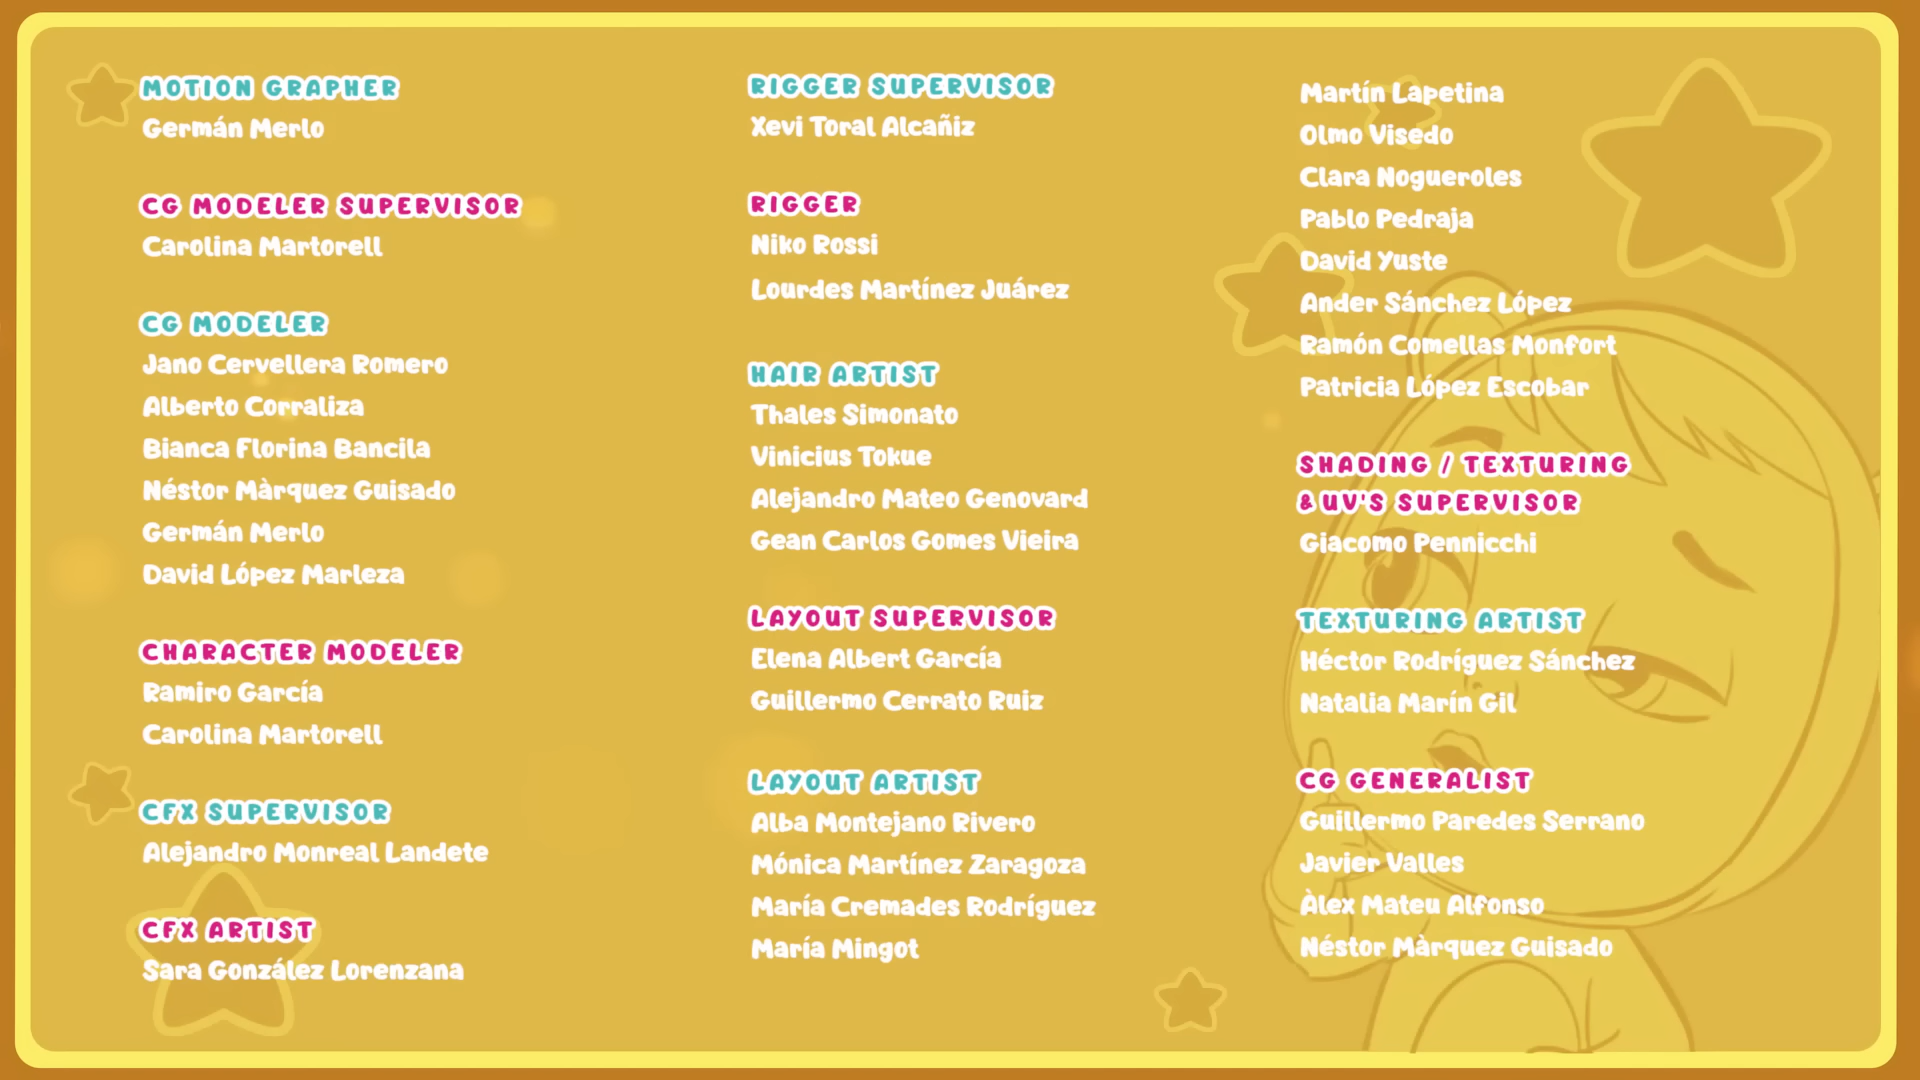 MOTION GRAPHER
Germán Merlo
CG MODELER SUPERVISOR
Carolina Martorell
CG MODELER
Jano Cervellera Romero
Alberto Corraliza
Bianca Florina Bancila
Néstor Màrquez Guisado
Germán Merlo
David López Marleza
CHARACTER MODELER
Ramiro García
Carolina Martorell
CFX SUPERVISOR
Alejandro Monreal Landete
CFX ARTIST
Sara González Lorenzana
RIGGER SUPERVISOR
Xevi Toral Alcañiz
RIGGER
Niko Rossi
Lourdes Martínez Juárez
HAIR ARTIST
Thales Simonato
Vinicius Tokue
Alejandro Mateo Genovard
Gean Carlos Gomes Vieira
LAYOUT SUPERVISOR
Elena Albert García
Guillermo Cerrato Ruiz
LAYOUT ARTIST
Alba Montejano Rivero
Mónica Martínez Zaragoza
María Cremades Rodríguez
María Mingot
Martín Lapetina
Olmo Visedo
Clara Nogueroles
Pablo Pedraja
David Yuste
Ander Sánchez López
Ramón Comellas Monfort
Patricia López Escobar
SHADING / TEXTURING
& UV'S SUPERVISOR
Giacomo Pennicchi
TEXTURING ARTIST
Héctor Rodríguez Sánchez
Natalia Marín Gil
CG GENERALIST
Guillermo Paredes Serrano
Javier Valles
Àlex Mateu Alfonso
Néstor Màrquez Guisado